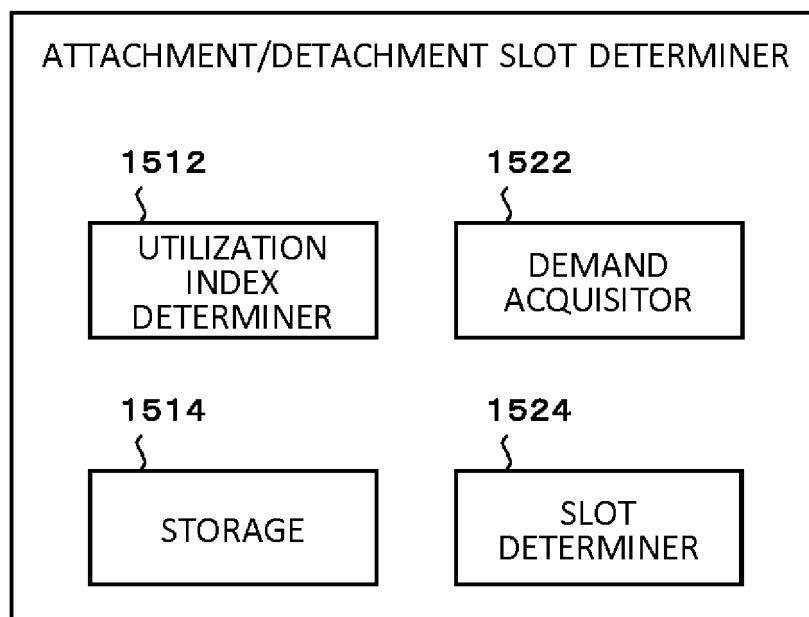 ATTACHMENT/DETACHMENT SLOT DETERMINER
1512
UTILIZATION
INDEX
DETERMINER
1522
DEMAND
ACQUISITOR
1514
STORAGE
1524
SLOT
DETERMINER